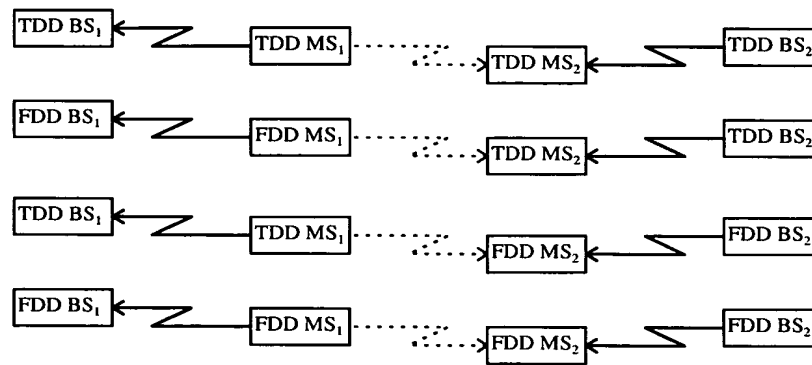 TDD BS₁ TDD MS₁ TDD MS₂ TDD BS₂
FDD BS₁ FDD MS₁ TDD MS₂ TDD BS₂
TDD BS₁ TDD MS₁ FDD MS₂ FDD BS₂
FDD BS₁ FDD MS₁ FDD MS₂ FDD BS₂